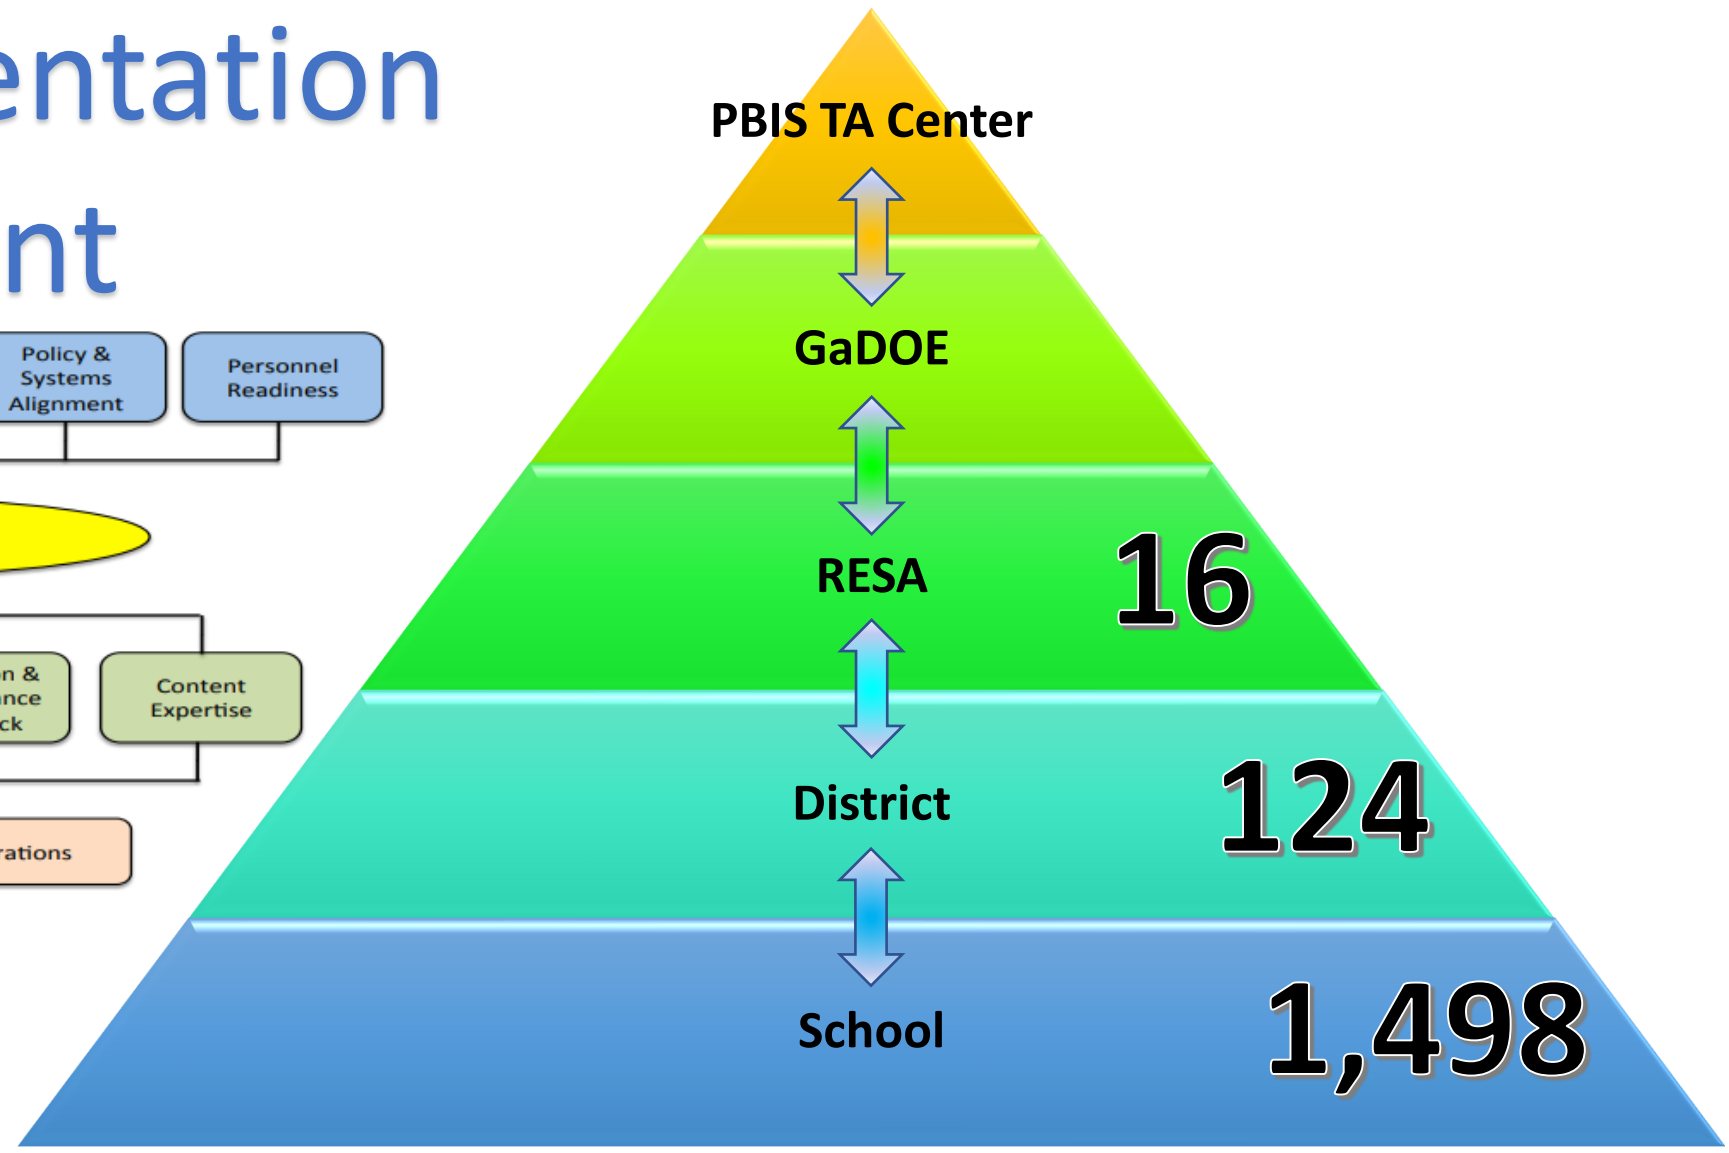 entation
nt
Policy &
Systems
Alignment
Personnel
Readiness
n &
nce
ck
Content
Expertise
rations
PBIS TA Center
GaDOE
RESA
16
District
124
School
1,498